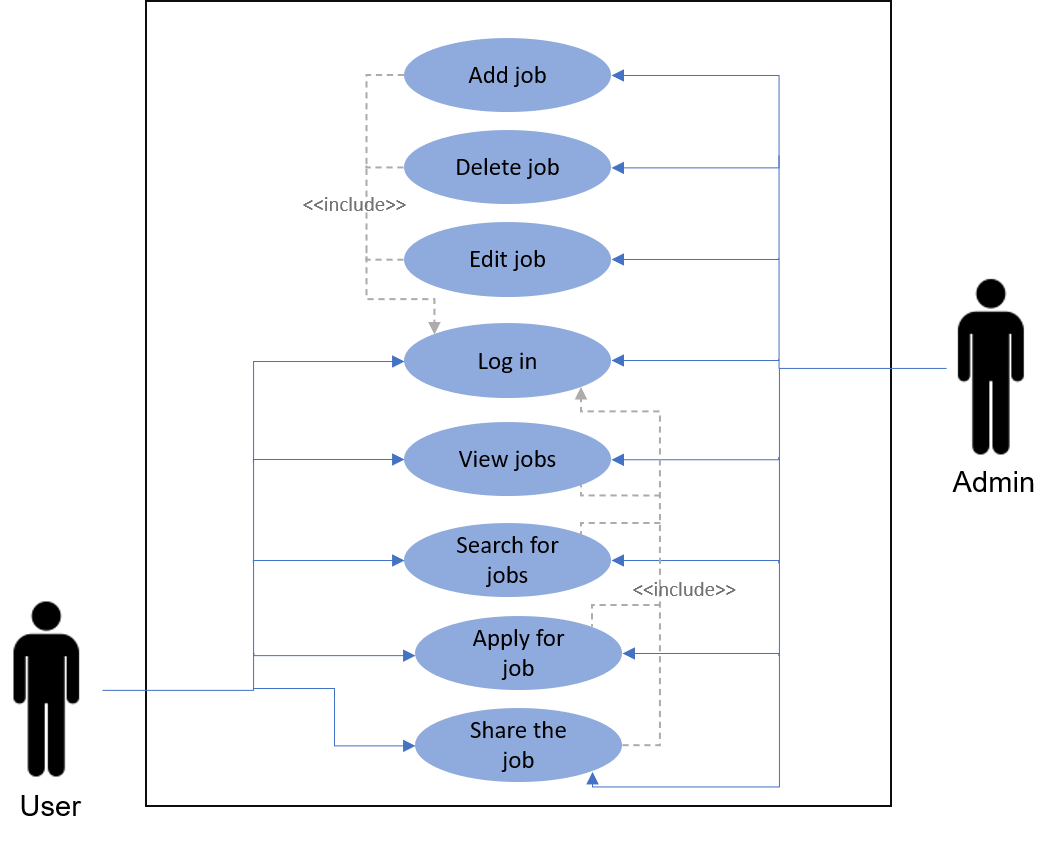 Add job
Delete job
<<include>>
Edit job
Log in
Admin
View jobs
Search for
jobs
<<include>>
Apply for
job
Share the
job
User